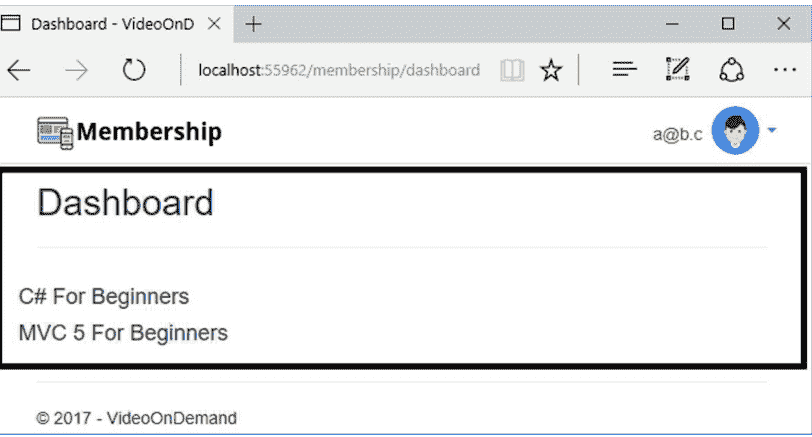 Dashboard - VideoOnD
localhost:55962/membership/dashboard
Membership
a@b.c
Dashboard
C# For Beginners
MVC 5 For Beginners
© 2017 - VideoOnDemand